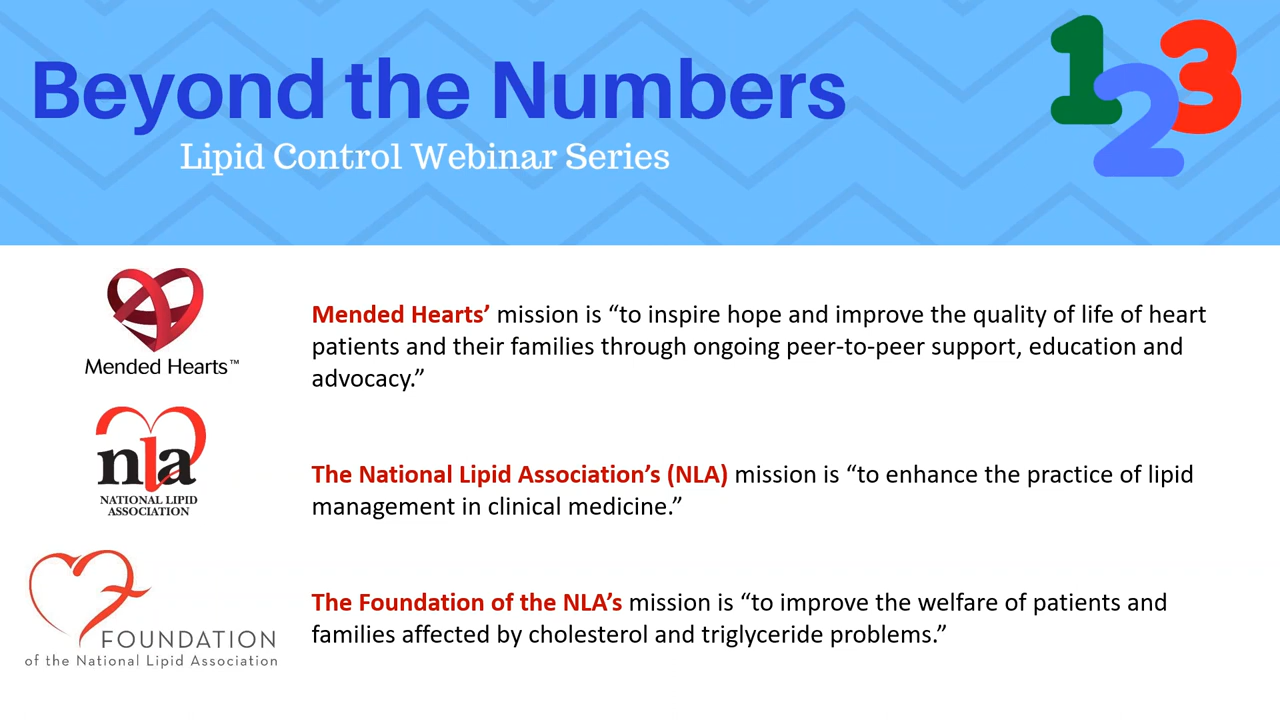 Beyond the Numbers
Lipid Control Webinar Series
1 2 3
Mended Hearts™
Mended Hearts’ mission is “to inspire hope and improve the quality of life of heart
patients and their families through ongoing peer-to-peer support, education and
advocacy.”
nla
NATIONAL LIPID
ASSOCIATION
The National Lipid Association’s (NLA) mission is “to enhance the practice of lipid
management in clinical medicine.”
FOUNDATION
of the National Lipid Association
The Foundation of the NLA’s mission is “to improve the welfare of patients and
families affected by cholesterol and triglyceride problems.”